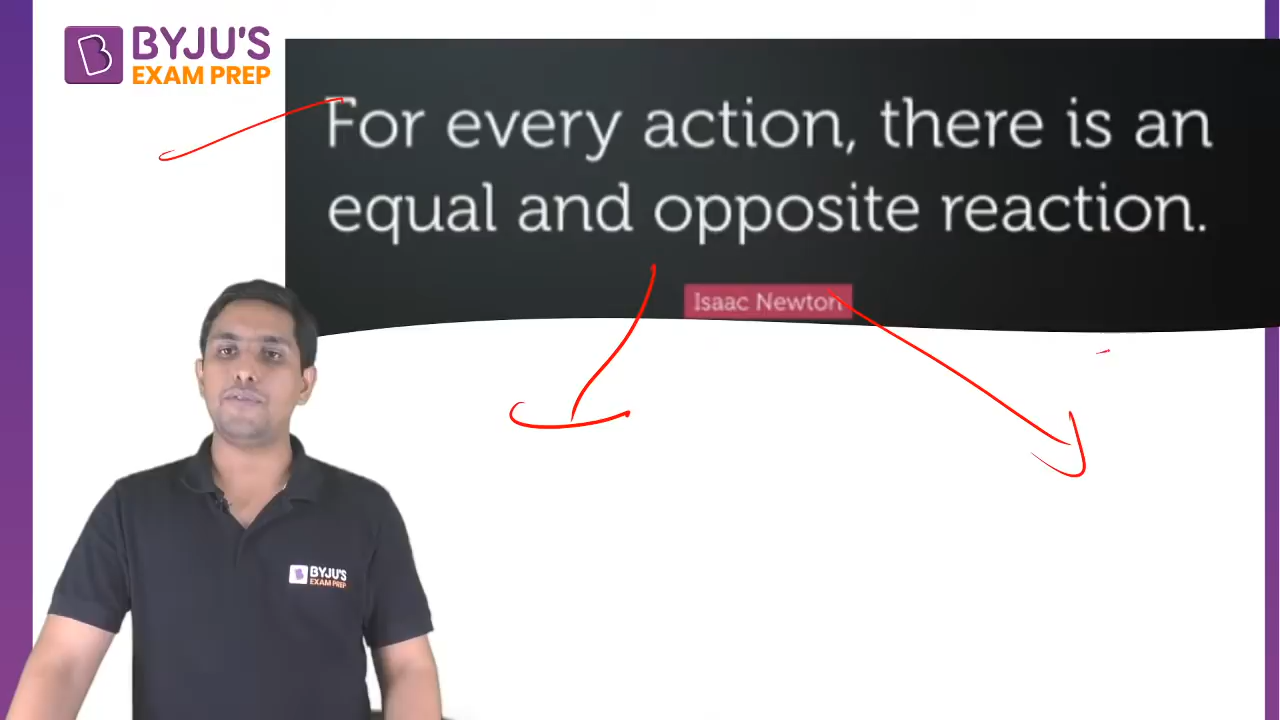 BYJU'S
EXAM PREP
For every action, there is an
equal and opposite reaction.
Isaac Newton
BYJU'S
EXAM PREP